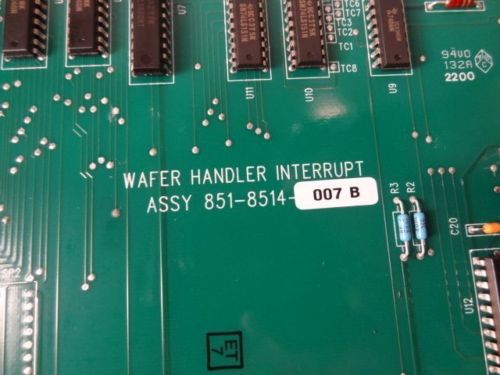 U7
U11
U10
TC6
TC7
TC3
TC2
TC1
TC8
U9
94V0
132A
2200
WAFER HANDLER INTERRUPT
ASSY 851-8514-007 B
R3
R2
C20
U12
SP2
ET
7